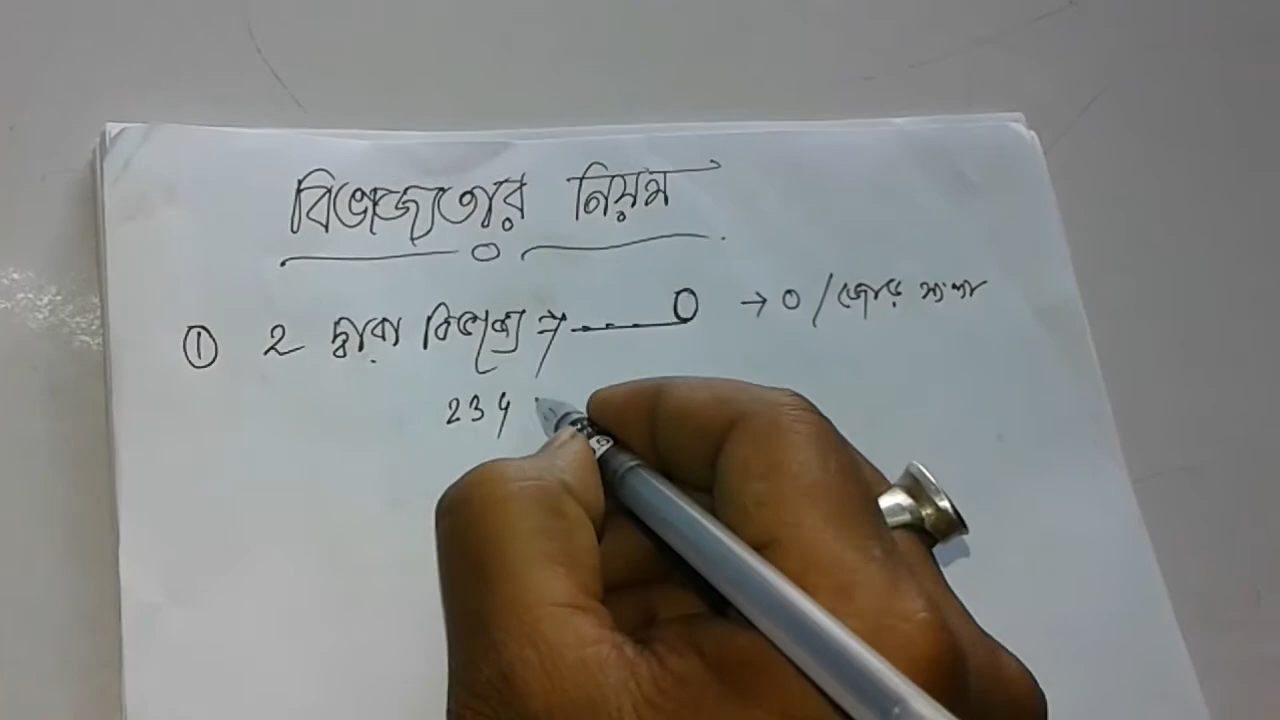 বিভাজ্যতার নিয়ম
① 2 দ্বারা বিভাজ্য ⇒ _ _ _ _ 0 → 0 / জোড় সংখ্যা
234